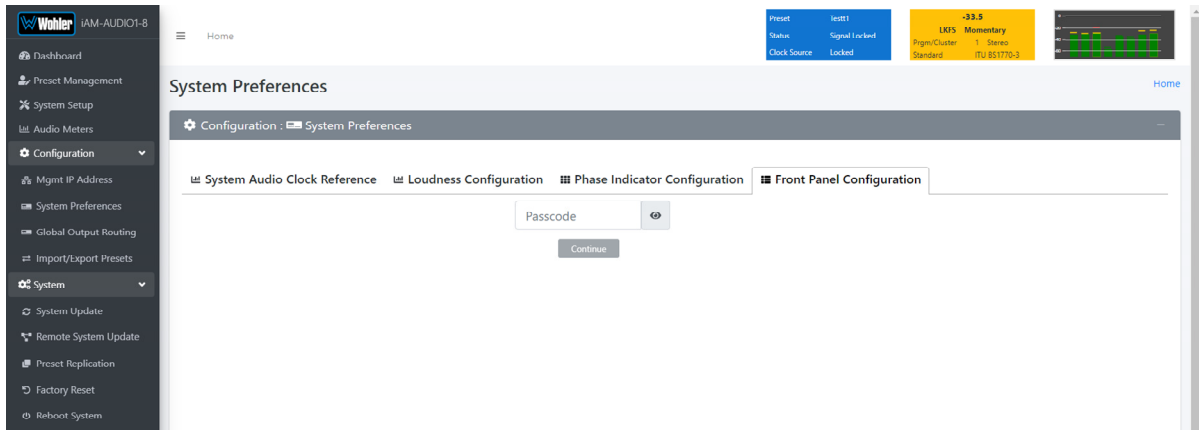 Wohler iAM-AUDIO1-8
Dashboard
Preset Management
System Setup
Audio Meters
Configuration
Mgmt IP Address
System Preferences
Global Output Routing
Import/Export Presets
System
System Update
Remote System Update
Preset Replication
Factory Reset
Reboot System
Home
Preset Testt1
Status Signal Locked
Clock Source Locked
-33.5
LKFS Momentary
Prgm/Cluster 1 Stereo
Standard ITU BS1770-3
System Preferences
Home
Configuration : System Preferences
System Audio Clock Reference Loudness Configuration Phase Indicator Configuration Front Panel Configuration
Passcode
Continue